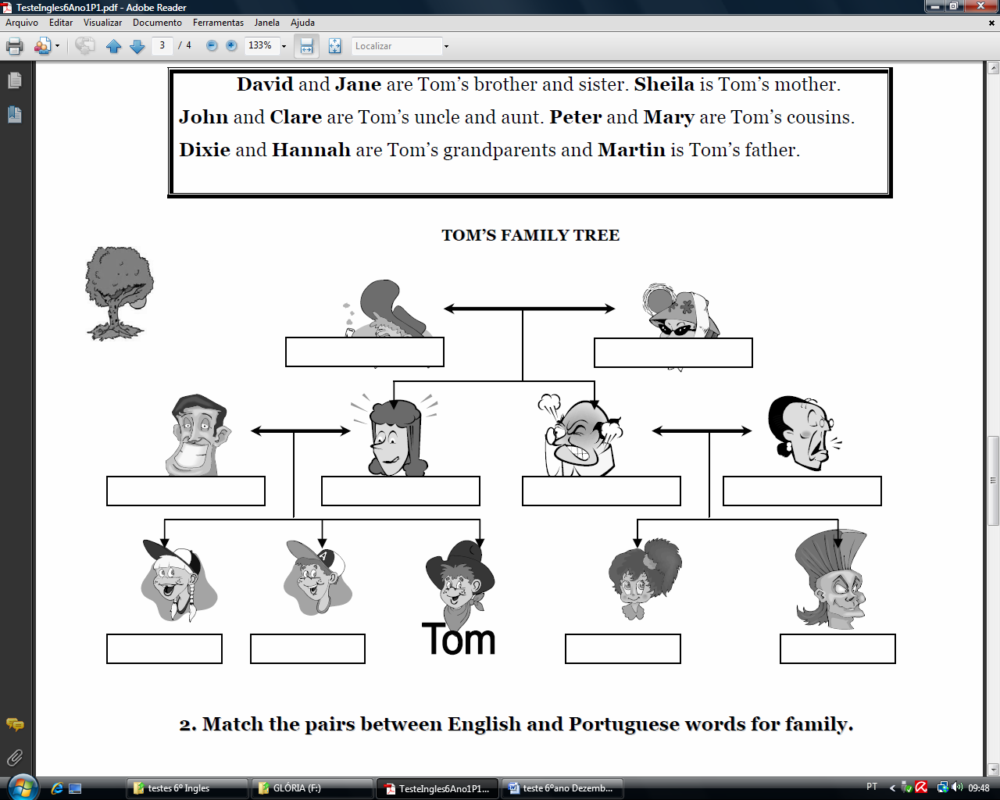 TesteIngles6Ano1P1.pdf - Adobe Reader
Arquivo Editar Visualizar Documento Ferramentas Janela Ajuda
3 / 4 133% Localizar
David and Jane are Tom's brother and sister. Sheila is Tom's mother.
John and Clare are Tom's uncle and aunt. Peter and Mary are Tom's cousins.
Dixie and Hannah are Tom's grandparents and Martin is Tom's father.
TOM'S FAMILY TREE
A
Tom
2. Match the pairs between English and Portuguese words for family.
testes 6º Ingles GLÓRIA (F:) TesteIngles6Ano1P1... teste 6ºano Dezemb... PT 09:48